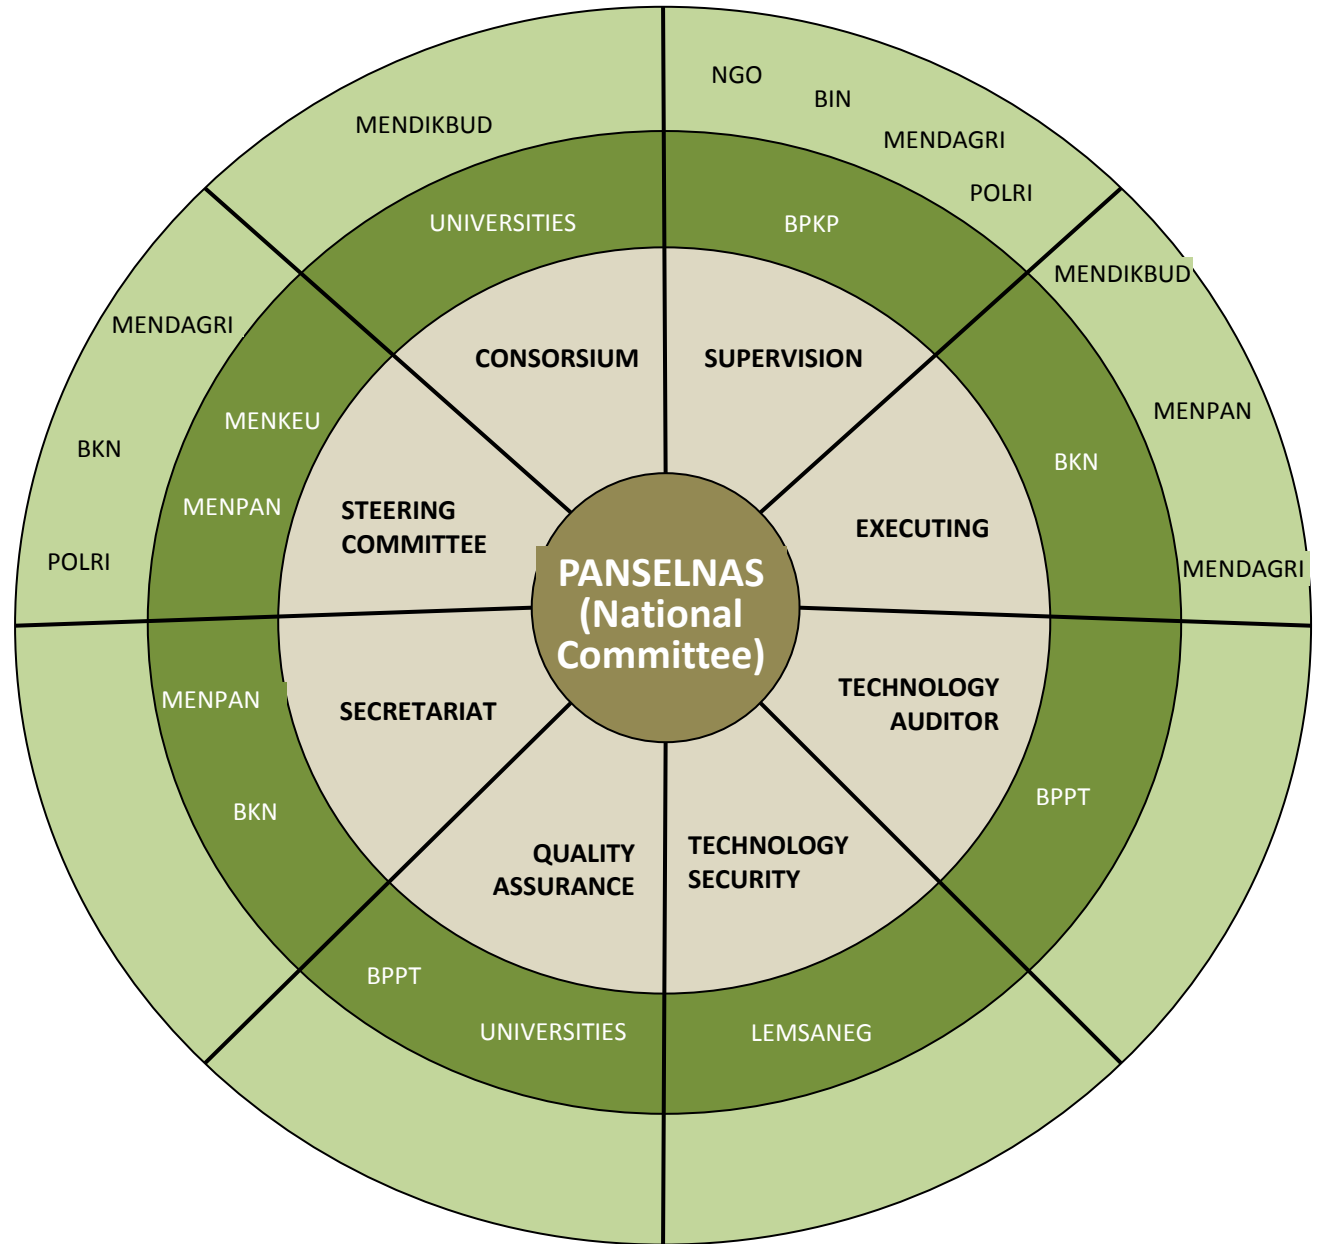 NGO
BIN
MENDIKBUD
MENDAGRI
POLRI
UNIVERSITIES
BPKP
MENDIKBUD
MENDAGRI
CONSORSIUM
SUPERVISION
MENPAN
MENKEU
BKN
BKN
MENPAN
STEERING
COMMITTEE
EXECUTING
POLRI
MENDAGRI
PANSELNAS
(National
Committee)
MENPAN
SECRETARIAT
TECHNOLOGY
AUDITOR
BKN
BPPT
QUALITY
ASSURANCE
TECHNOLOGY
SECURITY
BPPT
UNIVERSITIES
LEMSANEG